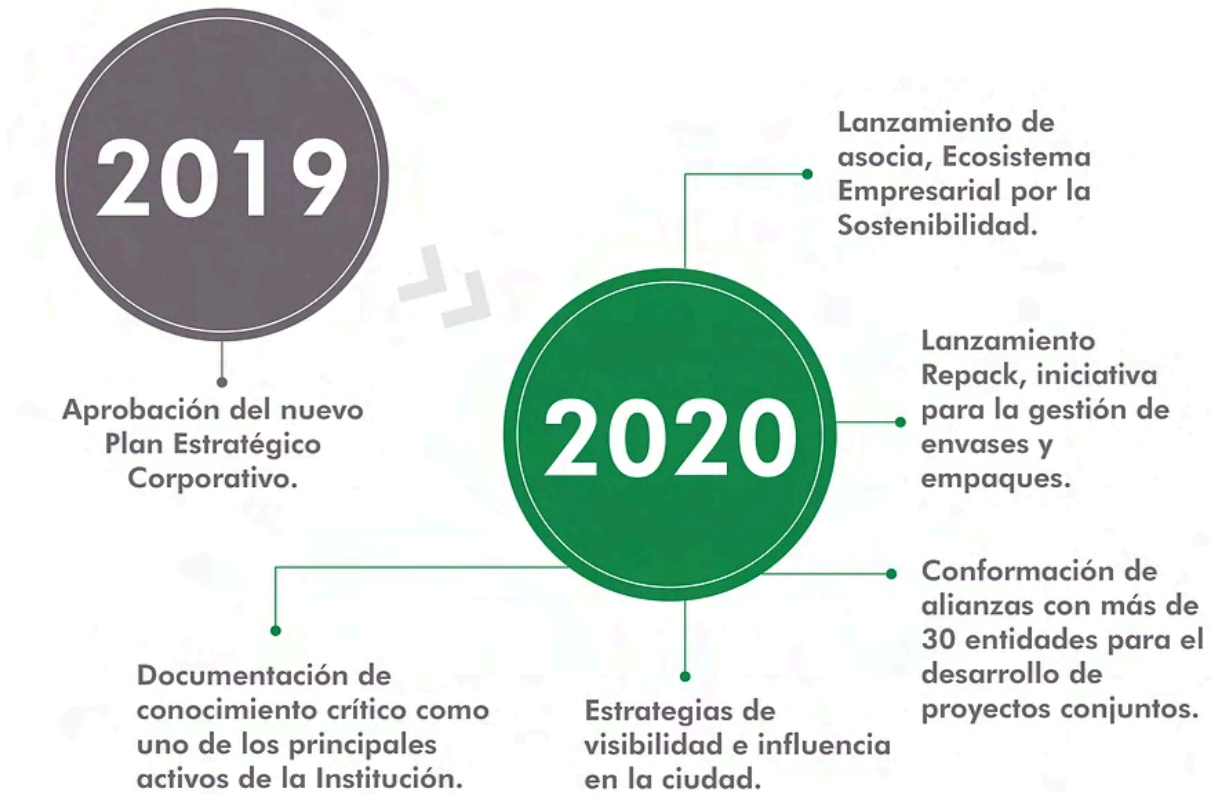 2019
Aprobación del nuevo
Plan Estratégico
Corporativo.
2020
Lanzamiento de
asocia, Ecosistema
Empresarial por la
Sostenibilidad.
Lanzamiento
Repack, iniciativa
para la gestión de
envases y
empaques.
Conformación de
alianzas con más de
30 entidades para el
desarrollo de
proyectos conjuntos.
Estrategias de
visibilidad e influencia
en la ciudad.
Documentación de
conocimiento crítico como
uno de los principales
activos de la Institución.